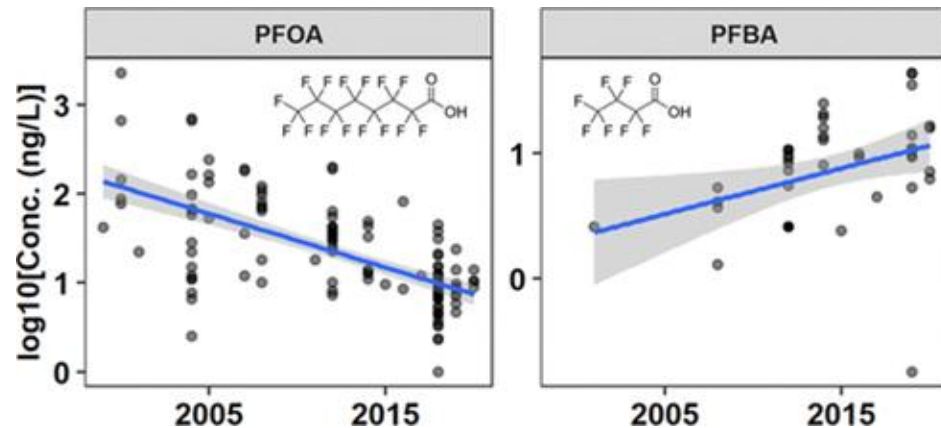 PFOA
PFBA
log10[Conc. (ng/L)]
3
2
1
0
F F F F F F F O
F OH
F F F F F F F
2005 2015
1
0
F F F O
F OH
F F F
2005 2015